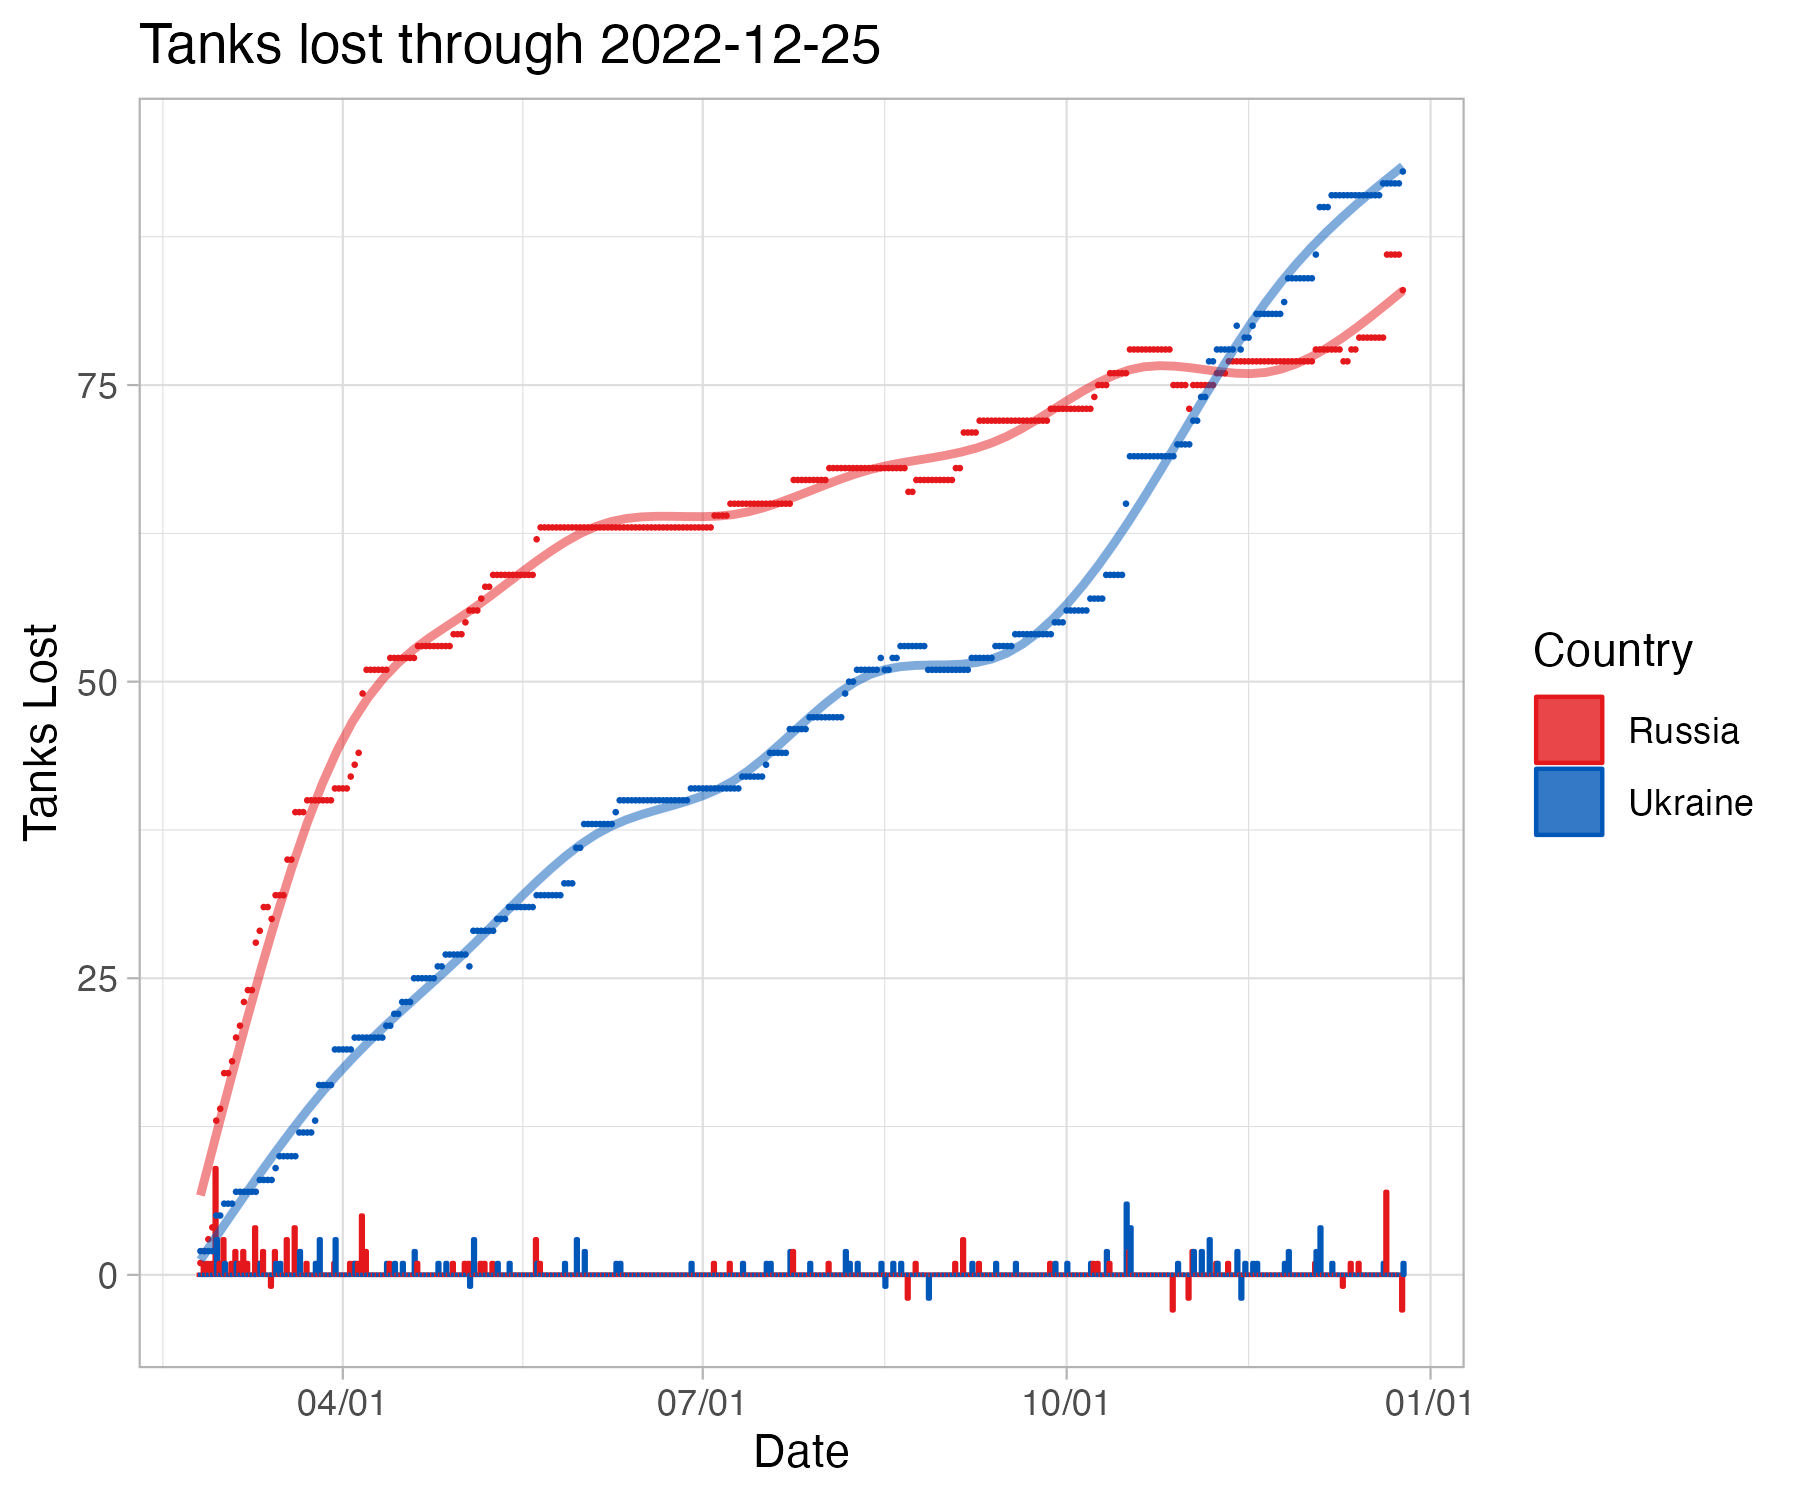 Tanks lost through 2022-12-25
Tanks Lost
75
50
25
0
04/01
07/01
10/01
01/01
Date
Country
Russia
Ukraine